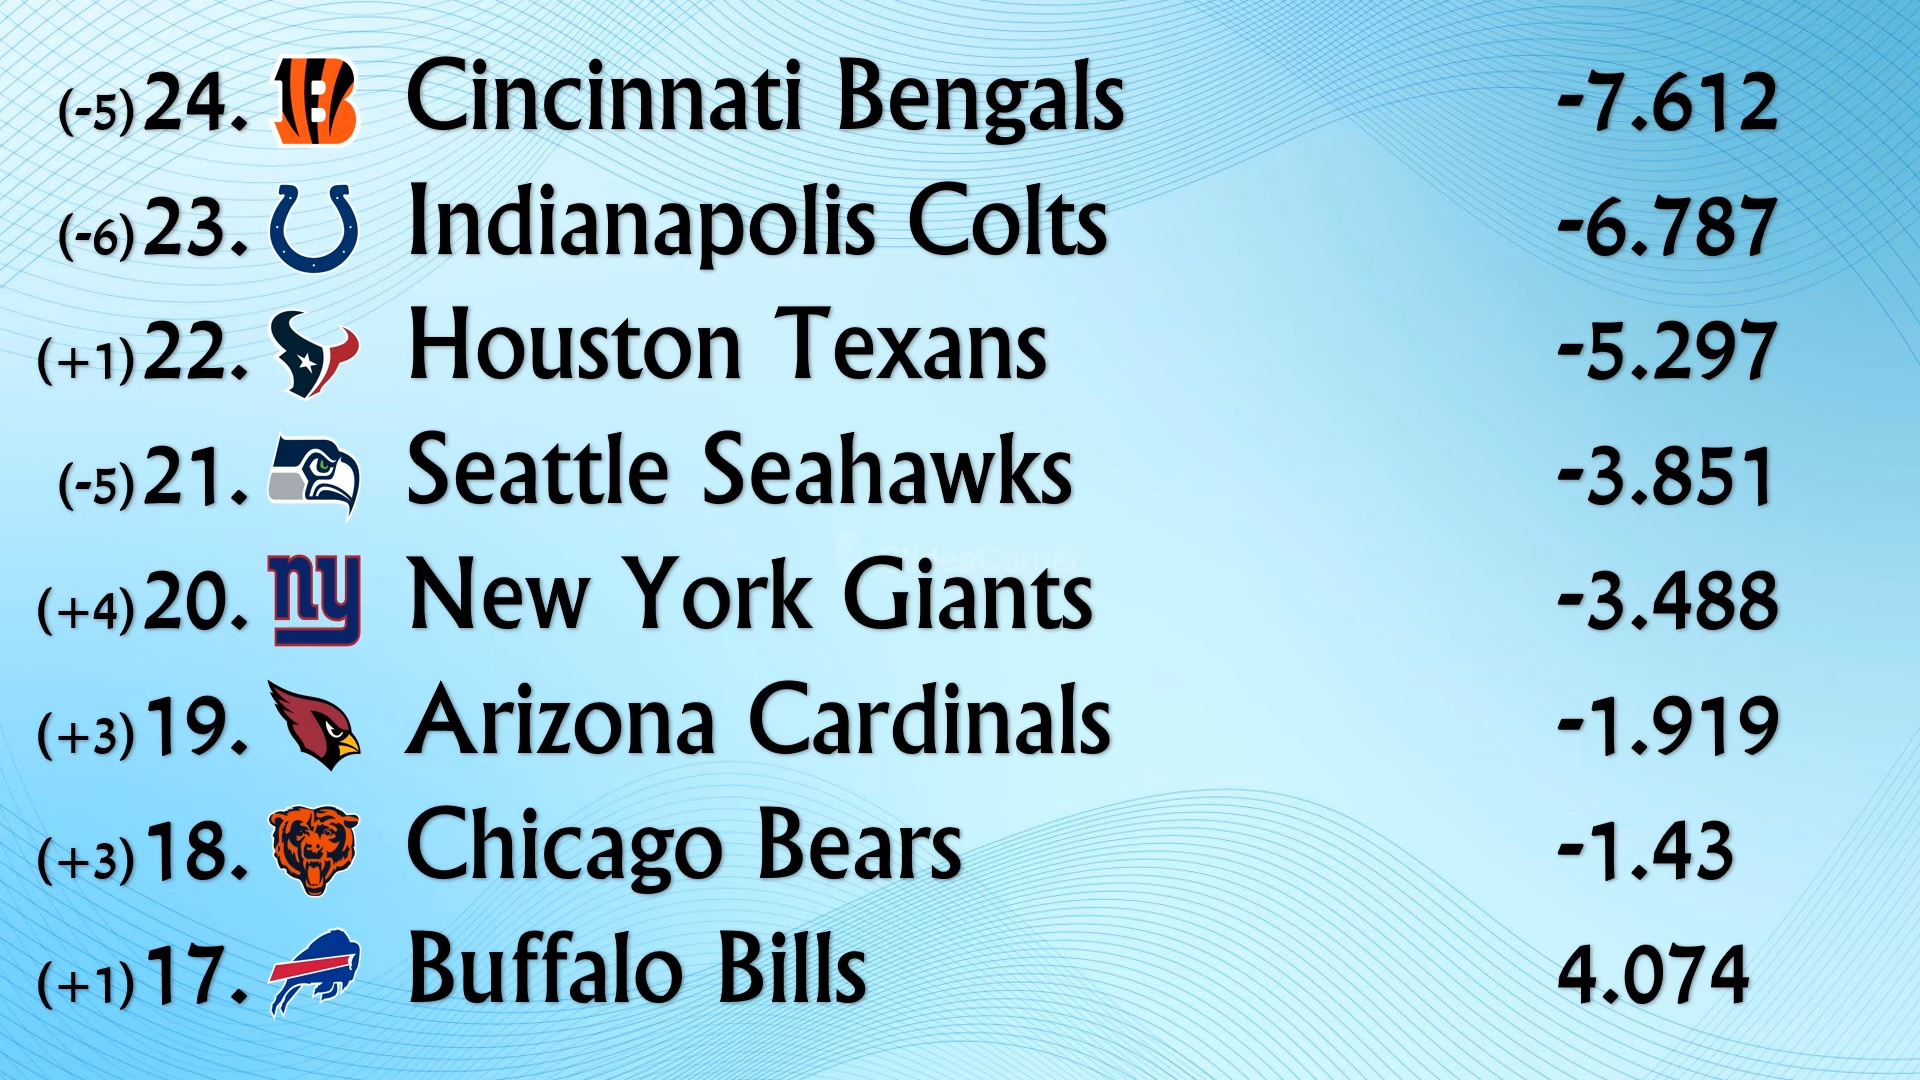 (-5) 24. Cincinnati Bengals -7.612
(-6) 23. Indianapolis Colts -6.787
(+1) 22. Houston Texans -5.297
(-5) 21. Seattle Seahawks -3.851
(+4) 20. ny New York Giants -3.488
(+3) 19. Arizona Cardinals -1.919
(+3) 18. Chicago Bears -1.43
(+1) 17. Buffalo Bills 4.074